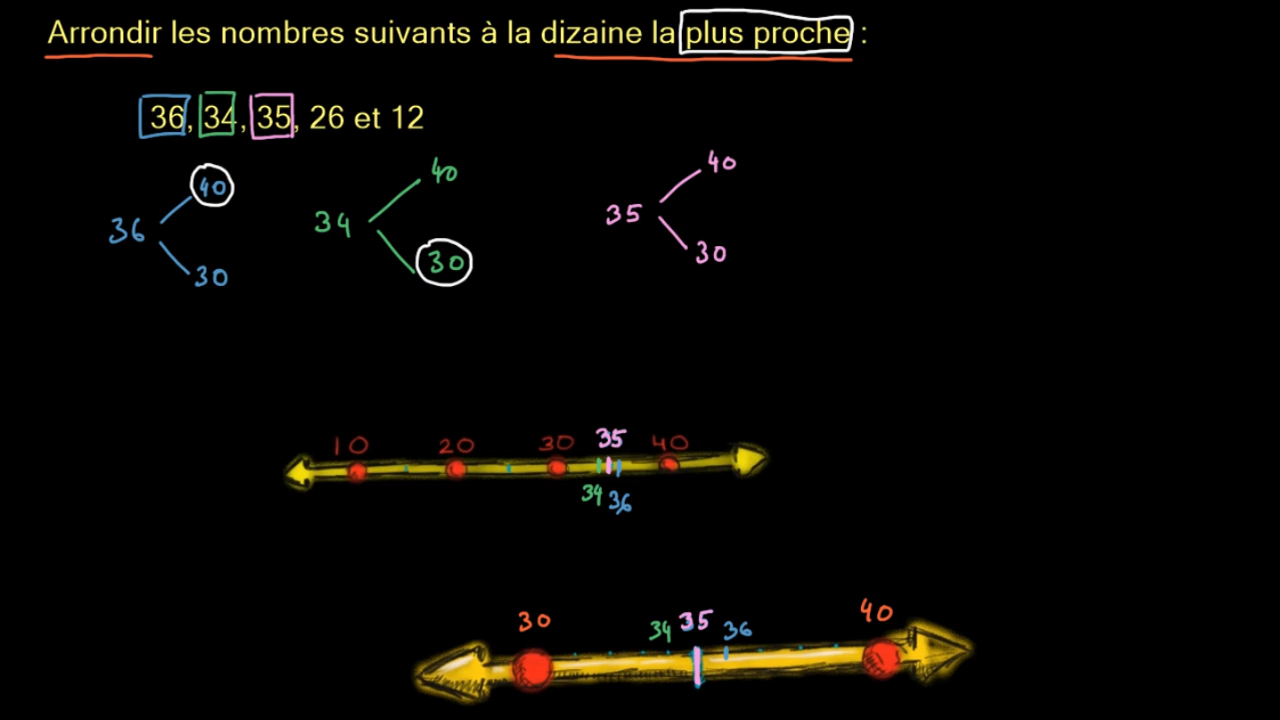 Arrondir les nombres suivants à la dizaine la plus proche :
36, 34, 35, 26 et 12
40
40
40
36
34
35
30
30
30
10 20 30 35 40
34 36
30 34 35 36 40